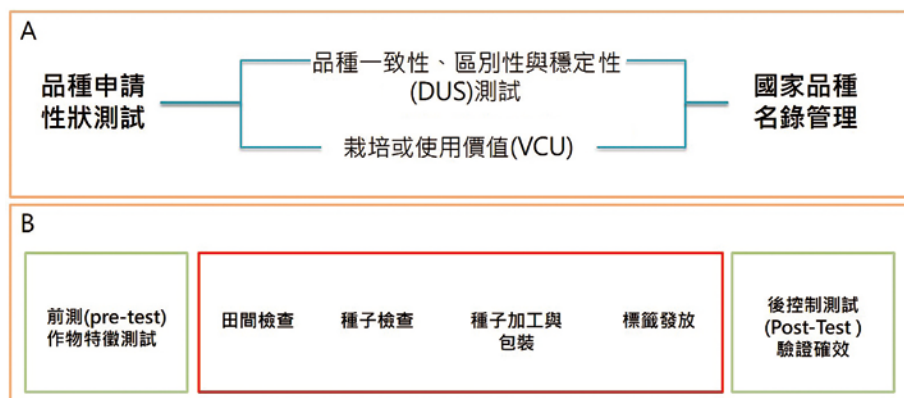 A
品種申請
性狀測試
品種一致性、區別性與穩定性
(DUS)測試
栽培或使用價值(VCU)
國家品種
名錄管理
B
前測(pre-test)
作物特徵測試
田間檢查
種子檢查
種子加工與
包裝
標籤發放
後控制測試
(Post-Test )
驗證確效